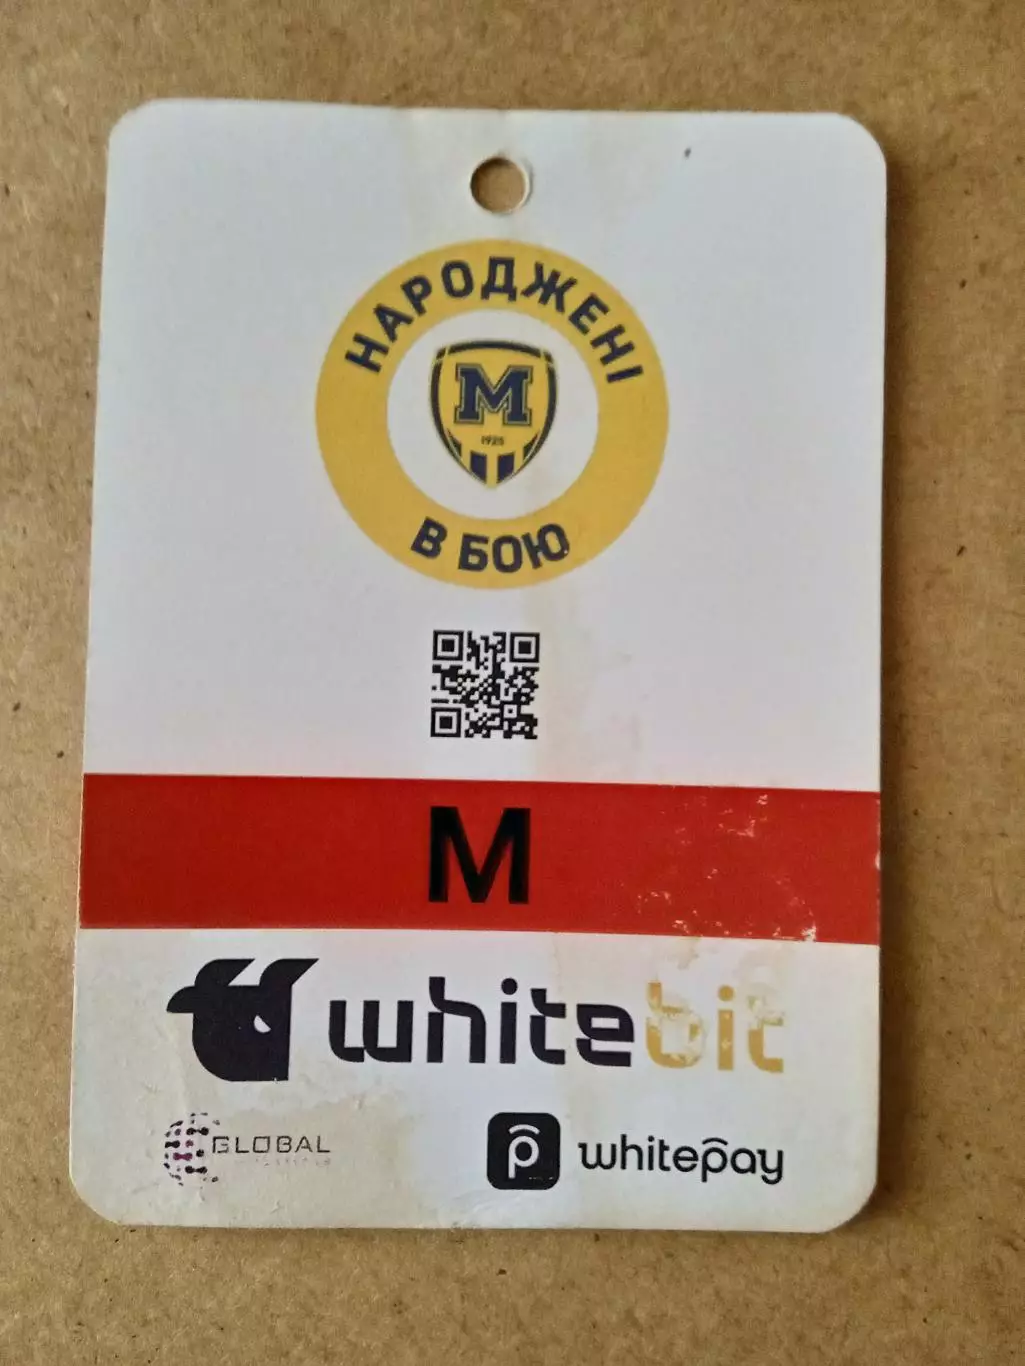 НАРОДЖЕНІ
M
1925
В БОЮ
M
whitebit
GLOBAL
whitepay